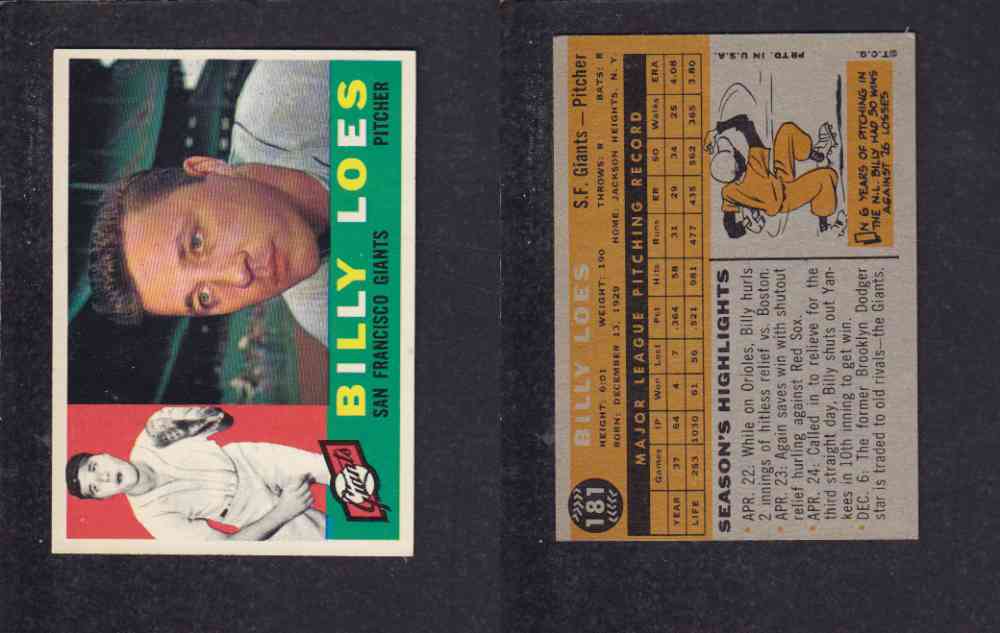 BILLY LOES
SAN FRANCISCO GIANTS PITCHER
Giants
181
BILLY LOES
S.F. Giants — Pitcher
HEIGHT: 6:01 WEIGHT: 190 THROWS: R BATS: R
BORN: DECEMBER 13, 1929 HOME: JACKSON HEIGHTS, N. Y.
MAJOR LEAGUE PITCHING RECORD
Games IP Won Lost Pct Hits Runs ER SO Walks ERA
YEAR 37 64 4 7 .364 58 31 29 34 25 4.08
LIFE 253 1030 61 56 .521 981 477 435 562 365 3.80
SEASON'S HIGHLIGHTS
• APR. 22: While on Orioles, Billy hurls
2 innings of hitless relief vs. Boston.
• APR. 23: Again saves win with shutout
relief hurling against Red Sox.
• APR. 24: Called in to relieve for the
third straight day, Billy shuts out Yan-
kees in 10th inning to get win.
• DEC. 6: The former Brooklyn Dodger
star is traded to old rivals—the Giants.
IN 6 YEARS OF PITCHING IN
THE N.L. BILLY HAD 50 WINS
AGAINST 26 LOSSES
©T.C.G. PRTD. IN U.S.A.